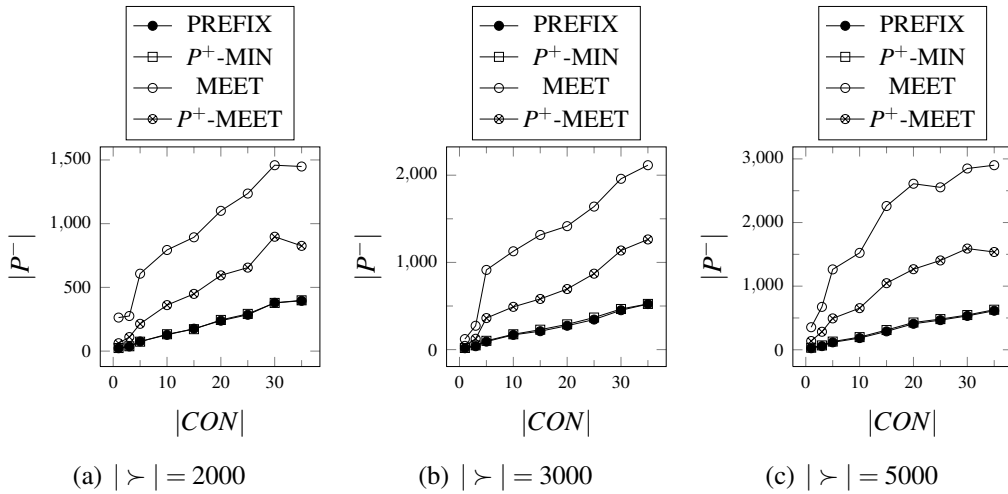 PREFIX
P⁺-MIN
MEET
P⁺-MEET
1,500
1,000
500
0
|P⁻|
0 10 20 30
|CON|
(a) | ≻ | = 2000
PREFIX
P⁺-MIN
MEET
P⁺-MEET
2,000
1,000
0
|P⁻|
0 10 20 30
|CON|
(b) | ≻ | = 3000
PREFIX
P⁺-MIN
MEET
P⁺-MEET
3,000
2,000
1,000
0
|P⁻|
0 10 20 30
|CON|
(c) | ≻ | = 5000